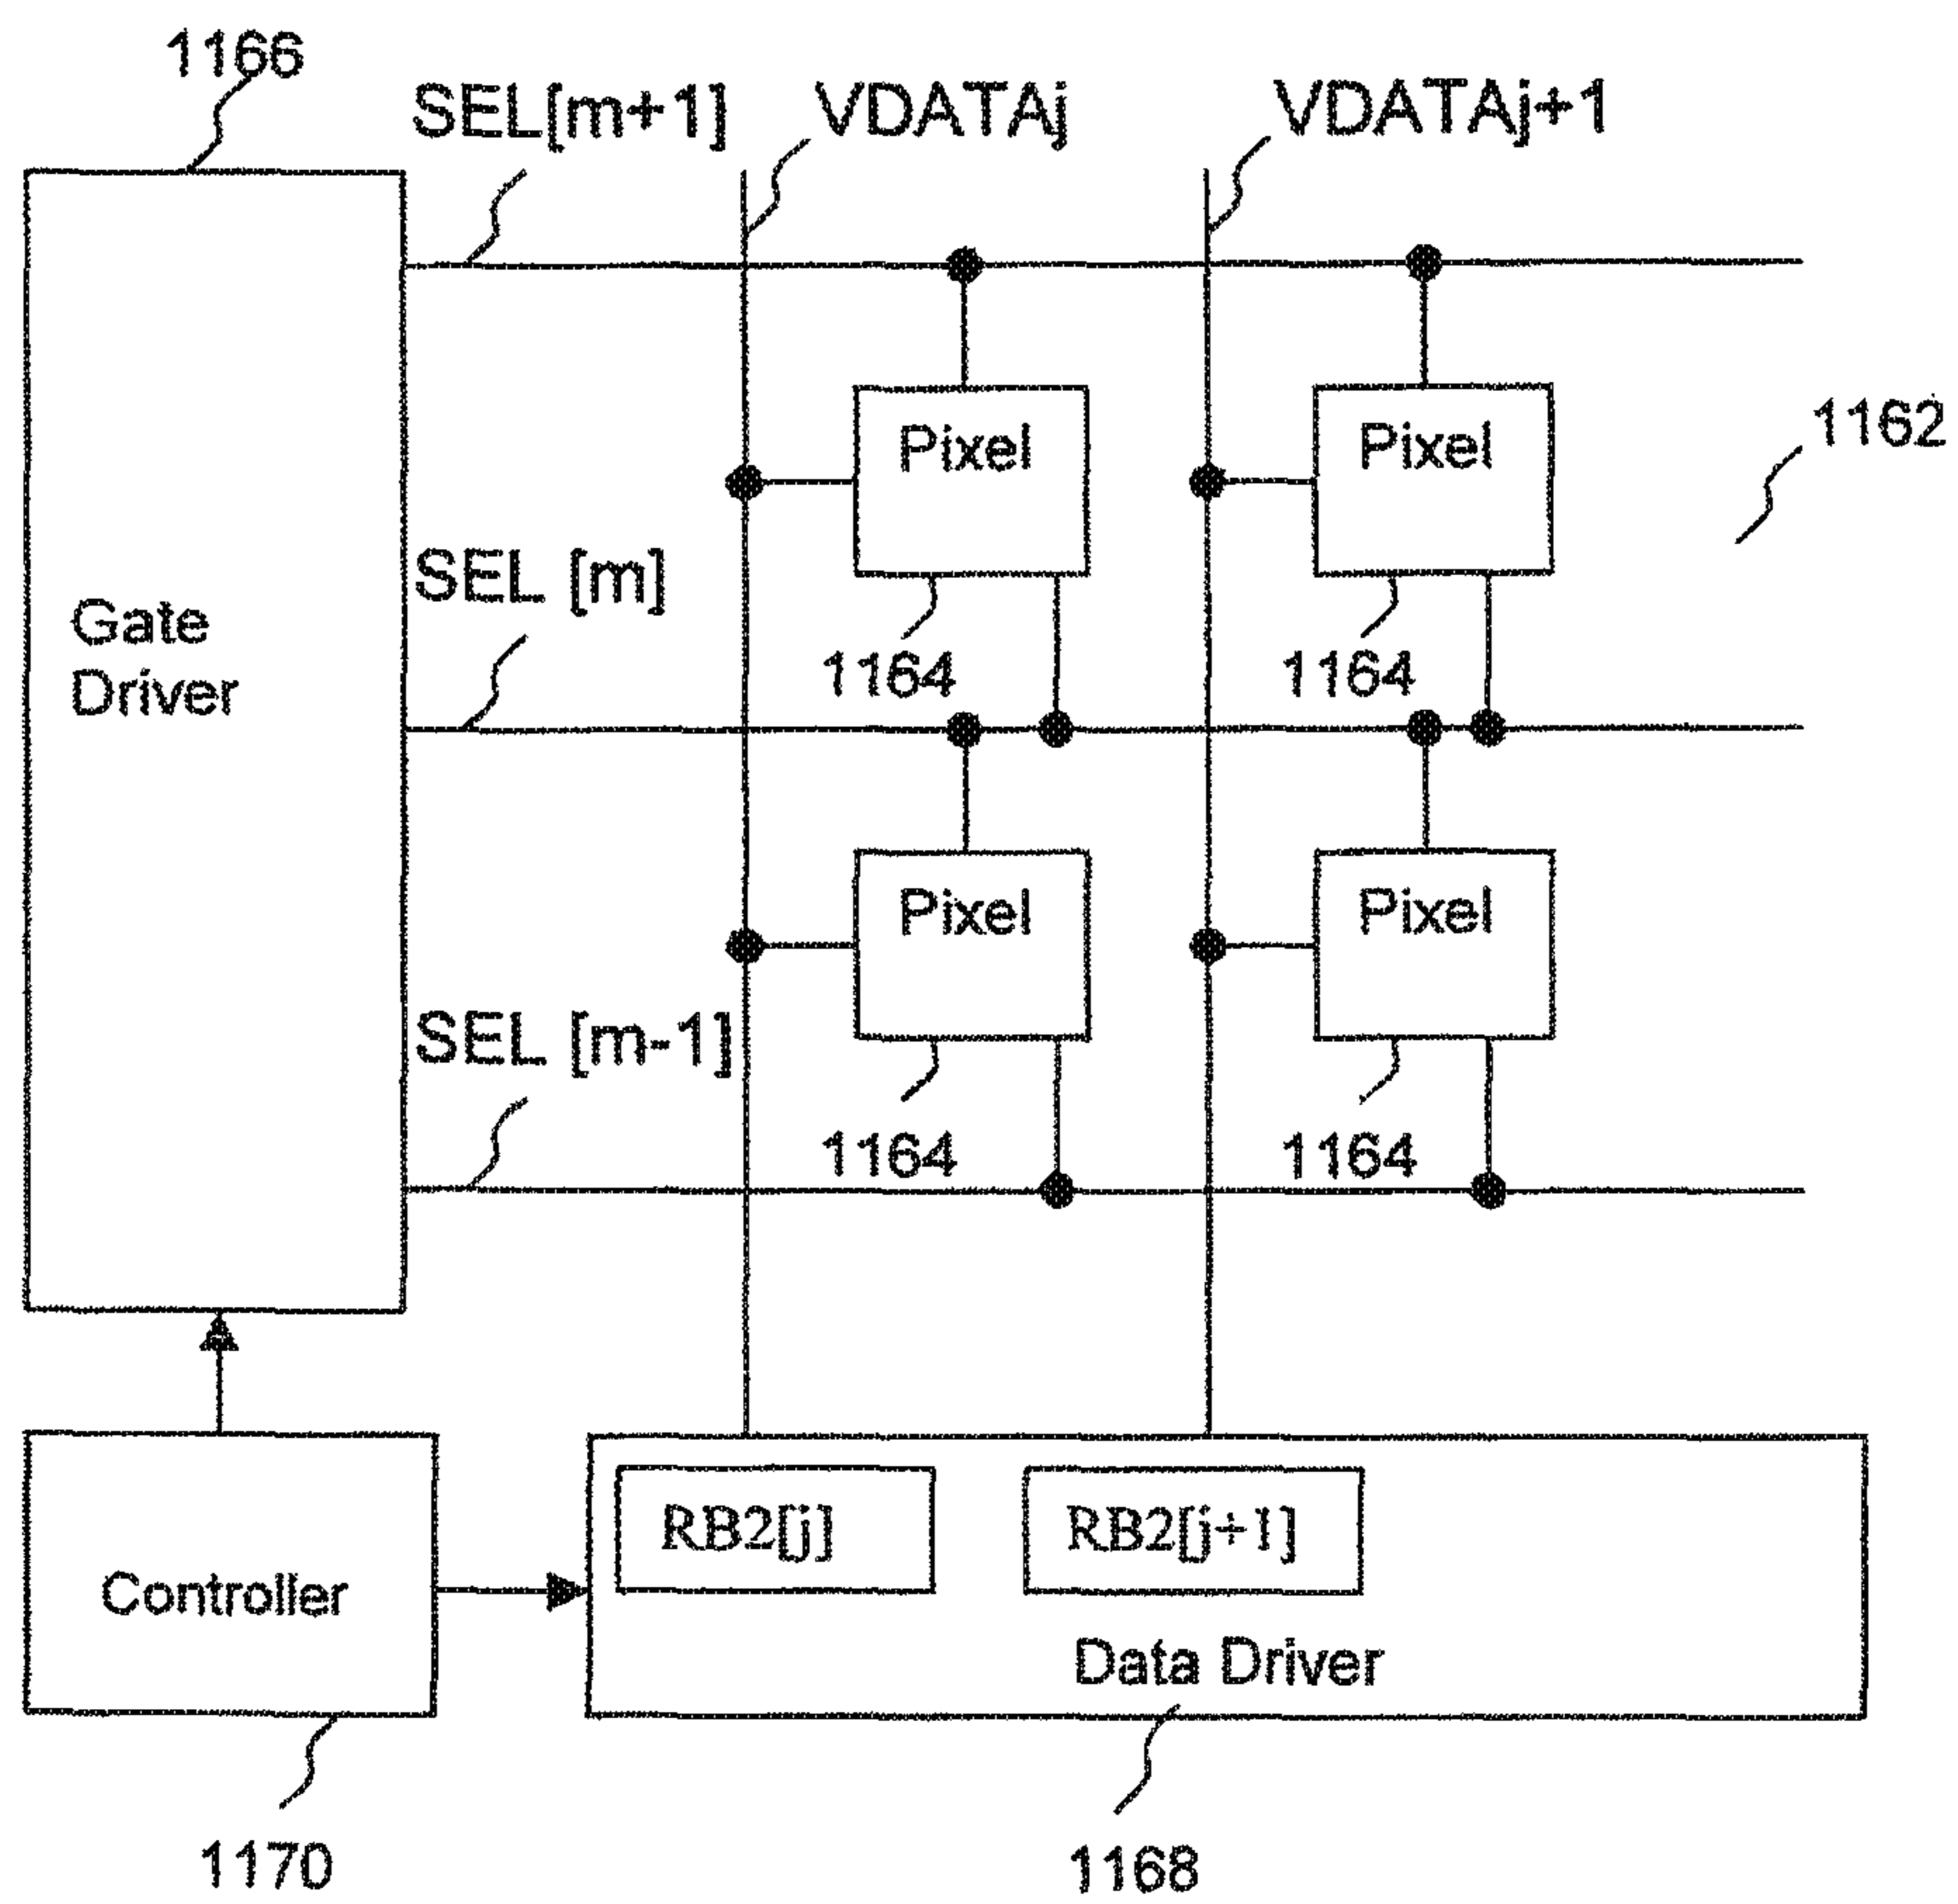 1166
SEL[m+1]
VDATAj
VDATAj+1
Pixel
Pixel
1162
SEL [m]
Gate
Driver
1164
1164
Pixel
Pixel
SEL [m-1]
1164
1164
RB2[j]
RB2[j+1]
Controller
Data Driver
1170
1168